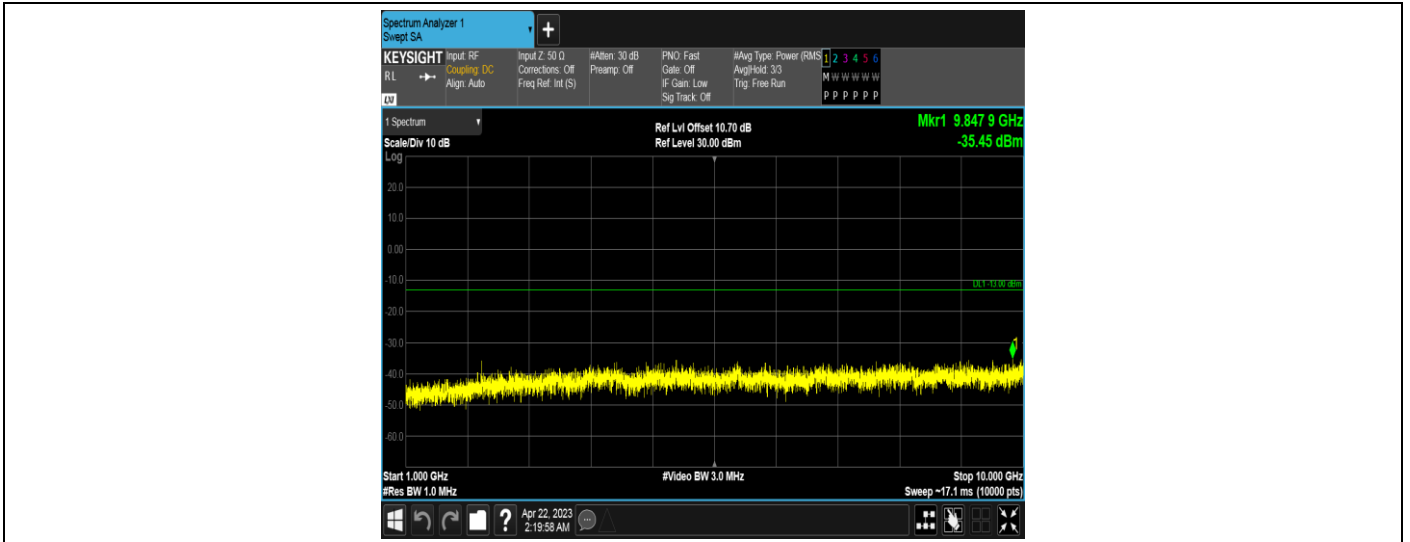 Spectrum Analyzer 1
Swept SA
+
KEYSIGHT
RL
LXI
Input: RF
Coupling: DC
Align: Auto
Input Z: 50 Ω
Corrections: Off
Freq Ref: Int (S)
#Atten: 30 dB
Preamp: Off
PNO: Fast
Gate: Off
IF Gain: Low
Sig Track: Off
#Avg Type: Power (RMS
Avg|Hold: 3/3
Trig: Free Run
1 2 3 4 5 6
M W W W W W
P P P P P P
1 Spectrum
Scale/Div 10 dB
Ref Lvl Offset 10.70 dB
Ref Level 30.00 dBm
Mkr1 9.847 9 GHz
-35.45 dBm
Log
20.0
10.0
0.00
-10.0
DL1 -13.00 dBm
-20.0
-30.0
1
-40.0
-50.0
-60.0
Start 1.000 GHz
#Res BW 1.0 MHz
#Video BW 3.0 MHz
Stop 10.000 GHz
Sweep ~17.1 ms (10000 pts)
?
Apr 22, 2023
2:19:58 AM